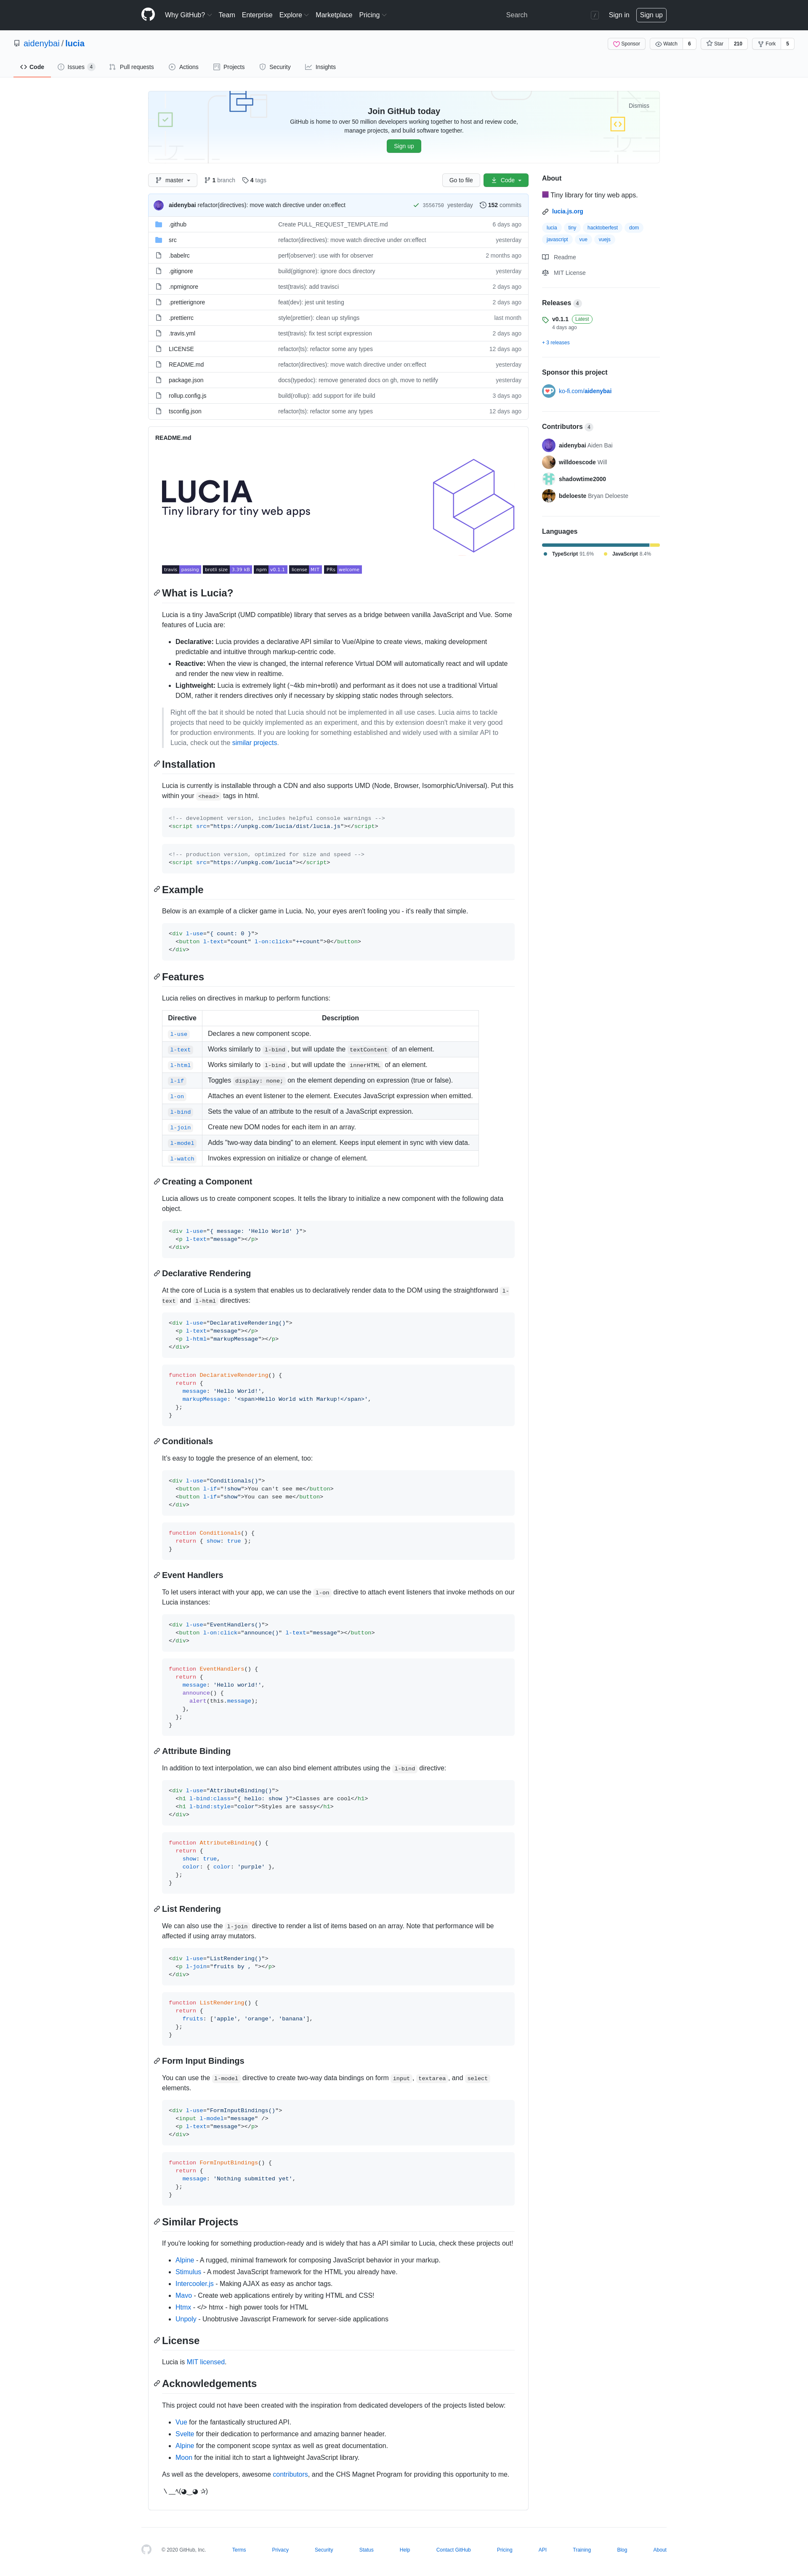 Why GitHub? Team Enterprise Explore Marketplace Pricing Search / Sign in Sign up
aidenybai / lucia
Sponsor Watch 6 Star 210 Fork 5
Code Issues 4 Pull requests Actions Projects Security Insights
Join GitHub today
Dismiss
GitHub is home to over 50 million developers working together to host and review code,
manage projects, and build software together.
Sign up
master 1 branch 4 tags Go to file Code
aidenybai refactor(directives): move watch directive under on:effect 3556750 yesterday 152 commits
.github Create PULL_REQUEST_TEMPLATE.md 6 days ago
src refactor(directives): move watch directive under on:effect yesterday
.babelrc perf(observer): use with for observer 2 months ago
.gitignore build(gitignore): ignore docs directory yesterday
.npmignore test(travis): add travisci 2 days ago
.prettierignore feat(dev): jest unit testing 2 days ago
.prettierrc style(prettier): clean up stylings last month
.travis.yml test(travis): fix test script expression 2 days ago
LICENSE refactor(ts): refactor some any types 12 days ago
README.md refactor(directives): move watch directive under on:effect yesterday
package.json docs(typedoc): remove generated docs on gh, move to netlify yesterday
rollup.config.js build(rollup): add support for iife build 3 days ago
tsconfig.json refactor(ts): refactor some any types 12 days ago
About
Tiny library for tiny web apps.
lucia.js.org
lucia tiny hacktoberfest dom
javascript vue vuejs
Readme
MIT License
Releases 4
v0.1.1 Latest
4 days ago
+ 3 releases
Sponsor this project
ko-fi.com/aidenybai
Contributors 4
aidenybai Aiden Bai
willdoescode Will
shadowtime2000
bdeloeste Bryan Deloeste
Languages
TypeScript 91.6% JavaScript 8.4%
README.md
LUCIA
Tiny library for tiny web apps
travis passing brotli size 3.79 kB npm v0.1.1 license MIT PRs welcome
What is Lucia?
Lucia is a tiny JavaScript (UMD compatible) library that serves as a bridge between vanilla JavaScript and Vue. Some
features of Lucia are:
• Declarative: Lucia provides a declarative API similar to Vue/Alpine to create views, making development
predictable and intuitive through markup-centric code.
• Reactive: When the view is changed, the internal reference Virtual DOM will automatically react and will update
and render the new view in realtime.
• Lightweight: Lucia is extremely light (~4kb min+brotli) and performant as it does not use a traditional Virtual
DOM, rather it renders directives only if necessary by skipping static nodes through selectors.
Right off the bat it should be noted that Lucia should not be implemented in all use cases. Lucia aims to tackle
projects that need to be quickly implemented as an experiment, and this by extension doesn't make it very good
for production environments. If you are looking for something established and widely used with a similar API to
Lucia, check out the similar projects.
Installation
Lucia is currently is installable through a CDN and also supports UMD (Node, Browser, Isomorphic/Universal). Put this
within your <head> tags in html.
<!-- development version, includes helpful console warnings -->
<script src="https://unpkg.com/lucia/dist/lucia.js"></script>
<!-- production version, optimized for size and speed -->
<script src="https://unpkg.com/lucia"></script>
Example
Below is an example of a clicker game in Lucia. No, your eyes aren't fooling you - it's really that simple.
<div l-use="{ count: 0 }">
<button l-text="count" l-on:click="++count">0</button>
</div>
Features
Lucia relies on directives in markup to perform functions:
Directive Description
l-use Declares a new component scope.
l-text Works similarly to l-bind, but will update the textContent of an element.
l-html Works similarly to l-bind, but will update the innerHTML of an element.
l-if Toggles display: none; on the element depending on expression (true or false).
l-on Attaches an event listener to the element. Executes JavaScript expression when emitted.
l-bind Sets the value of an attribute to the result of a JavaScript expression.
l-join Create new DOM nodes for each item in an array.
l-model Adds "two-way data binding" to an element. Keeps input element in sync with view data.
l-watch Invokes expression on initialize or change of element.
Creating a Component
Lucia allows us to create component scopes. It tells the library to initialize a new component with the following data
object.
<div l-use="{ message: 'Hello World' }">
<p l-text="message"></p>
</div>
Declarative Rendering
At the core of Lucia is a system that enables us to declaratively render data to the DOM using the straightforward l-
text and l-html directives:
<div l-use="DeclarativeRendering()">
<p l-text="message"></p>
<p l-html="markupMessage"></p>
</div>
function DeclarativeRendering() {
return {
message: 'Hello World!',
markupMessage: '<span>Hello World with Markup!</span>',
};
}
Conditionals
It's easy to toggle the presence of an element, too:
<div l-use="Conditionals()">
<button l-if="!show">You can't see me</button>
<button l-if="show">You can see me</button>
</div>
function Conditionals() {
return { show: true };
}
Event Handlers
To let users interact with your app, we can use the l-on directive to attach event listeners that invoke methods on our
Lucia instances:
<div l-use="EventHandlers()">
<button l-on:click="announce()" l-text="message"></button>
</div>
function EventHandlers() {
return {
message: 'Hello world!',
announce() {
alert(this.message);
},
};
}
Attribute Binding
In addition to text interpolation, we can also bind element attributes using the l-bind directive:
<div l-use="AttributeBinding()">
<h1 l-bind:class="{ hello: show }">Classes are cool</h1>
<h1 l-bind:style="color">Styles are sassy</h1>
</div>
function AttributeBinding() {
return {
show: true,
color: { color: 'purple' },
};
}
List Rendering
We can also use the l-join directive to render a list of items based on an array. Note that performance will be
affected if using array mutators.
<div l-use="ListRendering()">
<p l-join="fruits by , "></p>
</div>
function ListRendering() {
return {
fruits: ['apple', 'orange', 'banana'],
};
}
Form Input Bindings
You can use the l-model directive to create two-way data bindings on form input, textarea, and select
elements.
<div l-use="FormInputBindings()">
<input l-model="message" />
<p l-text="message"></p>
</div>
function FormInputBindings() {
return {
message: 'Nothing submitted yet',
};
}
Similar Projects
If you're looking for something production-ready and is widely that has a API similar to Lucia, check these projects out!
• Alpine - A rugged, minimal framework for composing JavaScript behavior in your markup.
• Stimulus - A modest JavaScript framework for the HTML you already have.
• Intercooler.js - Making AJAX as easy as anchor tags.
• Mavo - Create web applications entirely by writing HTML and CSS!
• Htmx - </> htmx - high power tools for HTML
• Unpoly - Unobtrusive Javascript Framework for server-side applications
License
Lucia is MIT licensed.
Acknowledgements
This project could not have been created with the inspiration from dedicated developers of the projects listed below:
• Vue for the fantastically structured API.
• Svelte for their dedication to performance and amazing banner header.
• Alpine for the component scope syntax as well as great documentation.
• Moon for the initial itch to start a lightweight JavaScript library.
As well as the developers, awesome contributors, and the CHS Magnet Program for providing this opportunity to me.
© 2020 GitHub, Inc. Terms Privacy Security Status Help Contact GitHub Pricing API Training Blog About